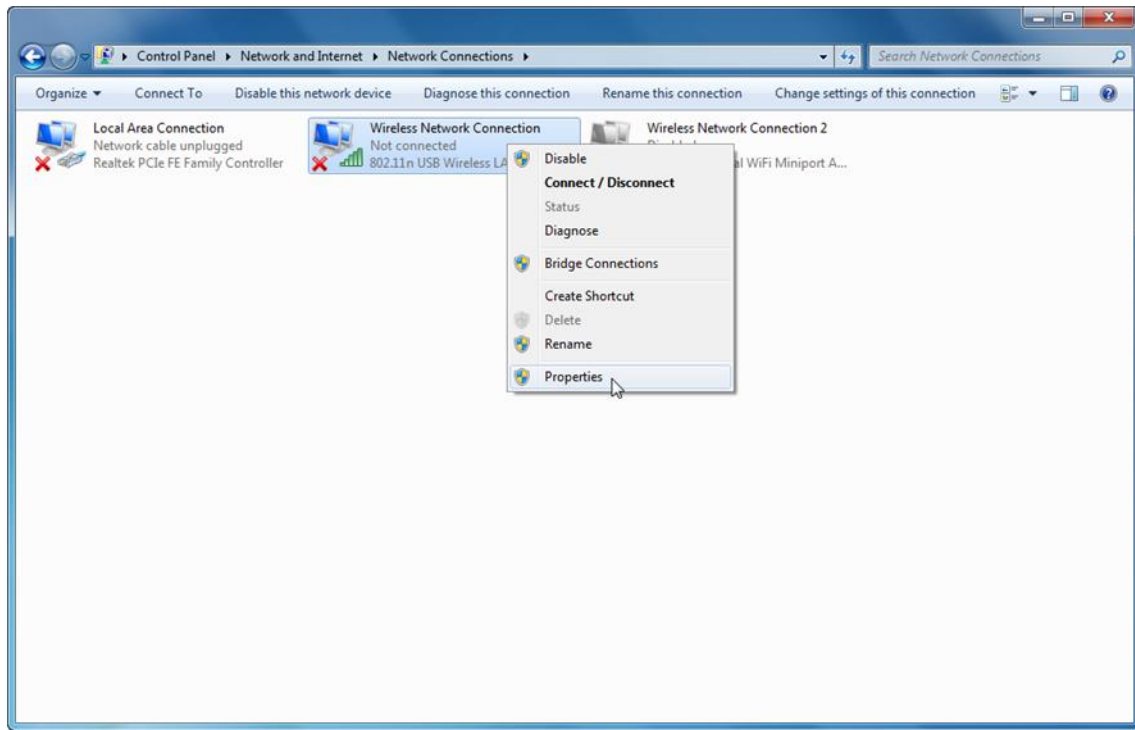 Control Panel Network and Internet Network Connections
Search Network Connections
Organize Connect To Disable this network device Diagnose this connection Rename this connection Change settings of this connection
Local Area Connection
Network cable unplugged
Realtek PCIe FE Family Controller
Wireless Network Connection
Not connected
802.11n USB Wireless LA
Wireless Network Connection 2
al WiFi Miniport A...
Disable
Connect / Disconnect
Status
Diagnose
Bridge Connections
Create Shortcut
Delete
Rename
Properties